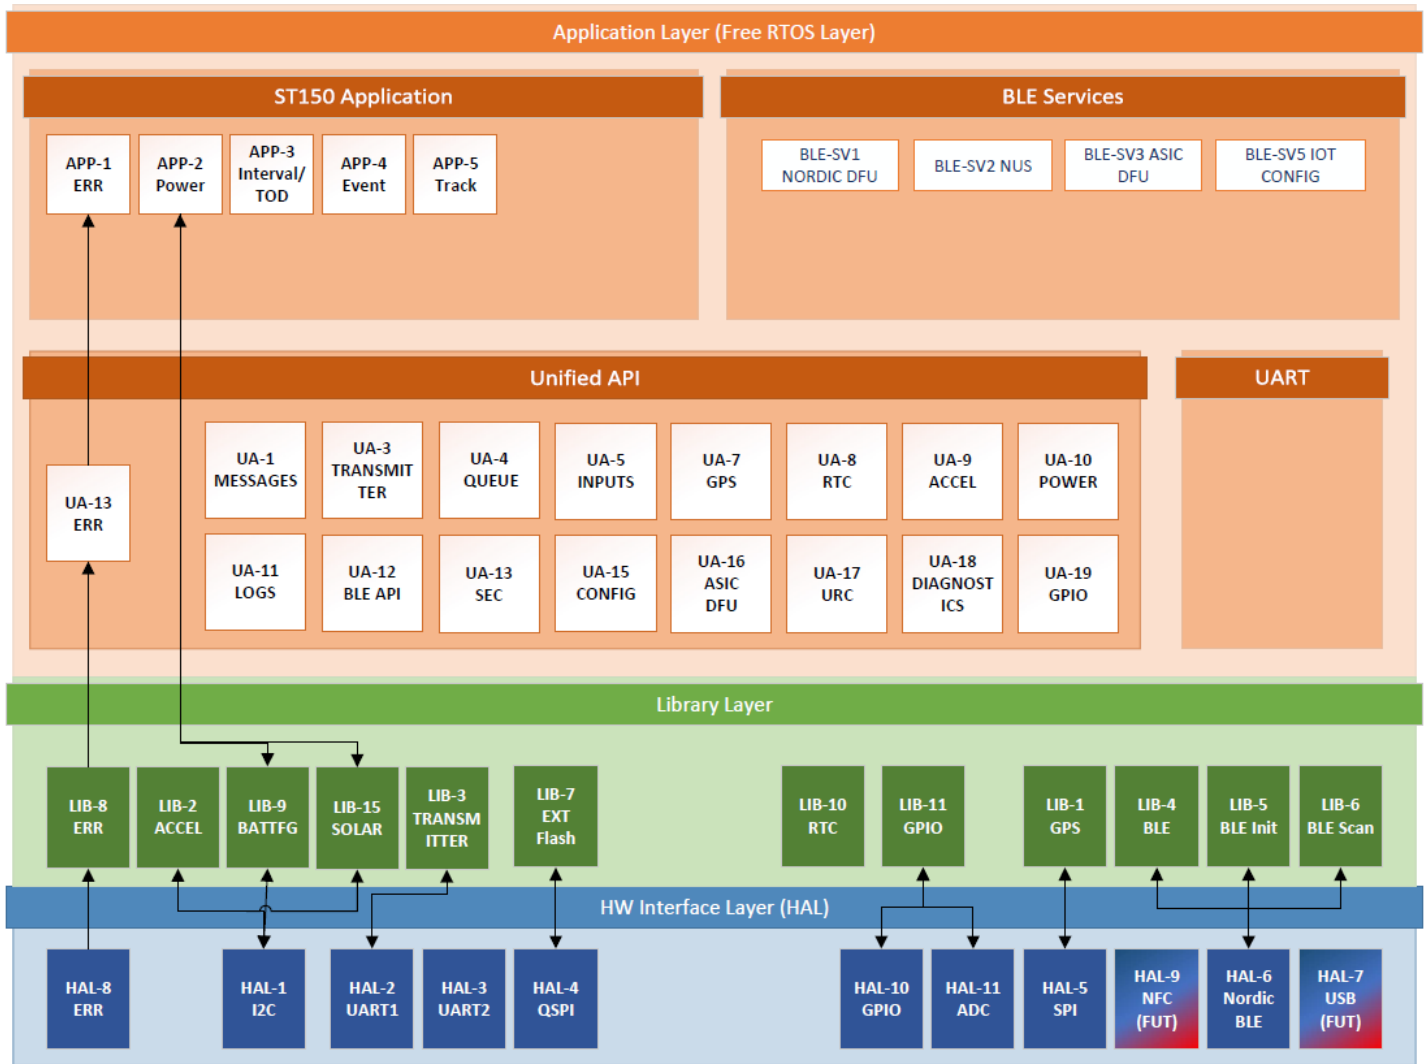 Application Layer (Free RTOS Layer)
ST150 Application
BLE Services
APP-1
ERR
APP-2
Power
APP-3
Interval/
TOD
APP-4
Event
APP-5
Track
BLE-SV1
NORDIC DFU
BLE-SV2 NUS
BLE-SV3 ASIC
DFU
BLE-SV5 IOT
CONFIG
Unified API
UART
UA-13
ERR
UA-1
MESSAGES
UA-3
TRANSMIT
TER
UA-4
QUEUE
UA-5
INPUTS
UA-7
GPS
UA-8
RTC
UA-9
ACCEL
UA-10
POWER
UA-11
LOGS
UA-12
BLE API
UA-13
SEC
UA-15
CONFIG
UA-16
ASIC
DFU
UA-17
URC
UA-18
DIAGNOST
ICS
UA-19
GPIO
Library Layer
LIB-8
ERR
LIB-2
ACCEL
LIB-9
BATTFG
LIB-15
SOLAR
LIB-3
TRANSM
ITTER
LIB-7
EXT
Flash
LIB-10
RTC
LIB-11
GPIO
LIB-1
GPS
LIB-4
BLE
LIB-5
BLE Init
LIB-6
BLE Scan
HW Interface Layer (HAL)
HAL-8
ERR
HAL-1
I2C
HAL-2
UART1
HAL-3
UART2
HAL-4
QSPI
HAL-10
GPIO
HAL-11
ADC
HAL-5
SPI
HAL-9
NFC
(FUT)
HAL-6
Nordic
BLE
HAL-7
USB
(FUT)